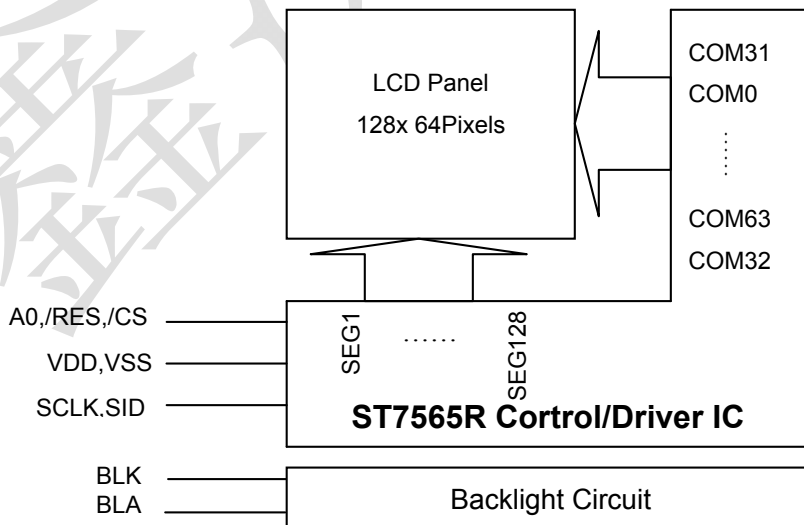 LCD Panel
128x 64Pixels
COM31
COM0
......
COM63
COM32
A0,/RES,/CS
VDD,VSS
SCLK,SID
SEG1
......
SEG128
ST7565R Cortrol/Driver IC
BLK
BLA
Backlight Circuit
鑫